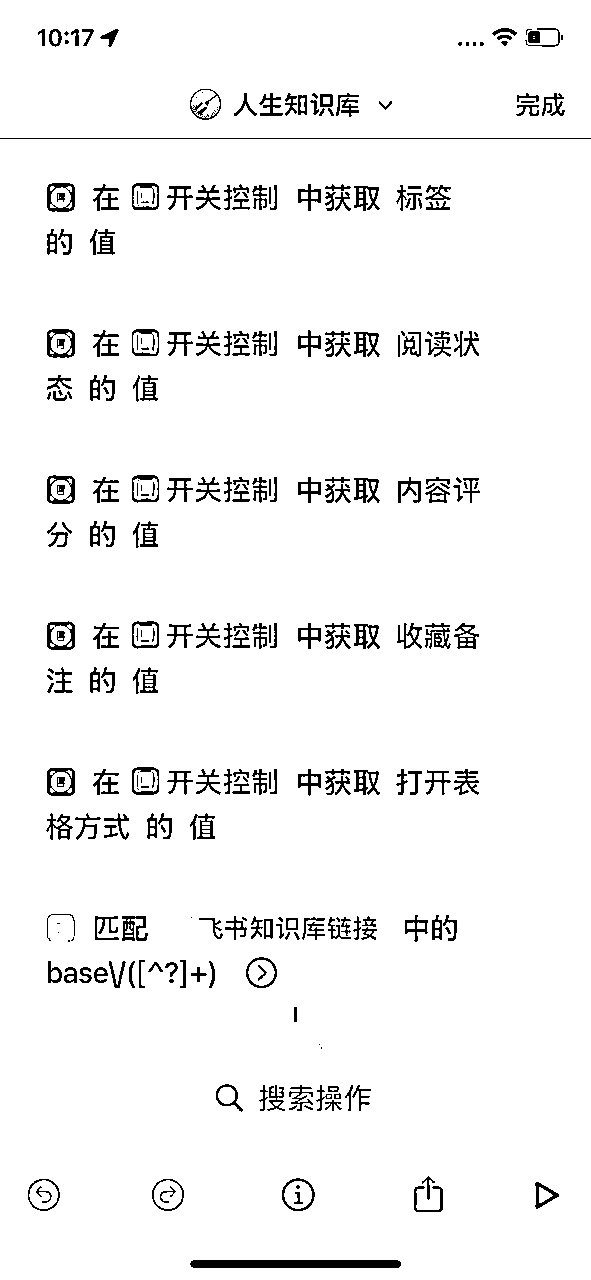 10:17
人生知识库
完成
在 开关控制 中获取 标签
的 值
在 开关控制 中获取 阅读状
态 的 值
在 开关控制 中获取 内容评
分 的 值
在 开关控制 中获取 收藏备
注 的 值
在 开关控制 中获取 打开表
格方式 的 值
匹配 飞书知识库链接 中的
base\/([^?]+)
搜索操作